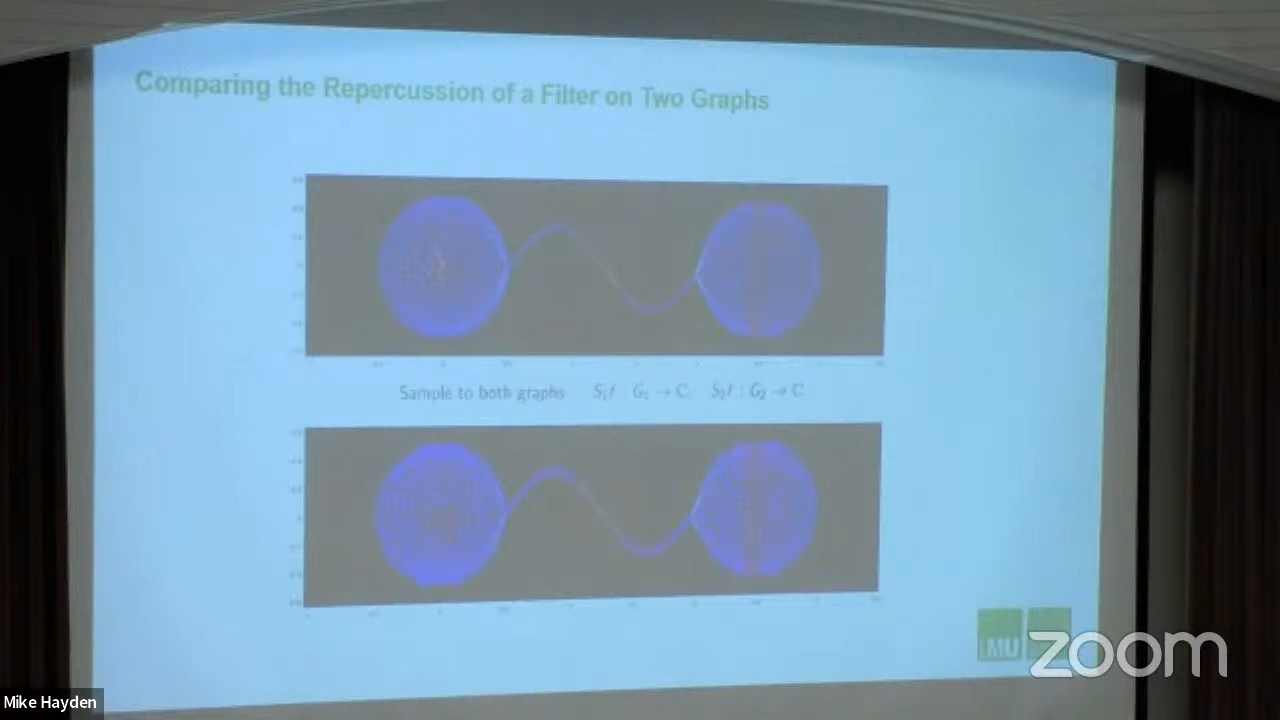 Comparing the Repercussion of a Filter on Two Graphs
Sample to both graphs S₁f : G₁ → C, S₂f : G₂ → C
MU
zoom
Mike Hayden